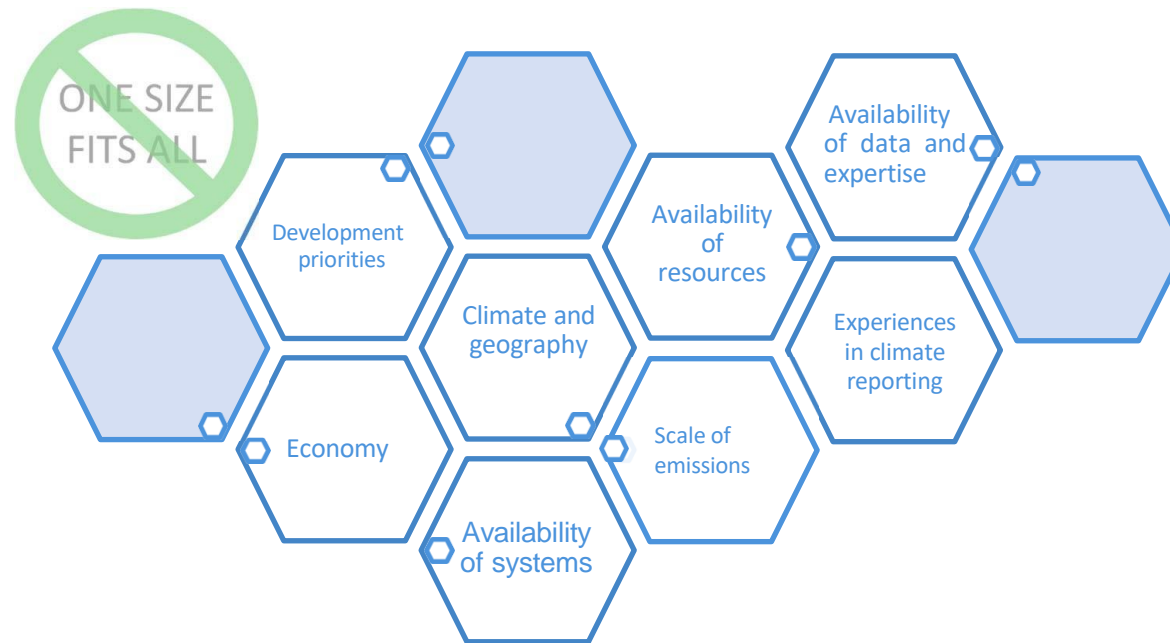 ONE SIZE
FITS ALL
Development
priorities
Economy
Climate and
geography
Availability
of systems
Availability
of
resources
Scale of
emissions
Availability
of data and
expertise
Experiences
in climate
reporting